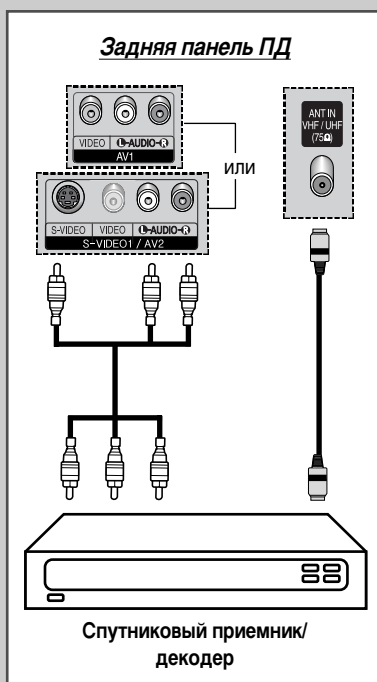 Задняя панель ПД
VIDEO L-AUDIO-R
AV1
или
S-VIDEO VIDEO L-AUDIO-R
S-VIDEO1 / AV2
ANT IN
VHF / UHF
(75Ω)
Спутниковый приемник/
декодер